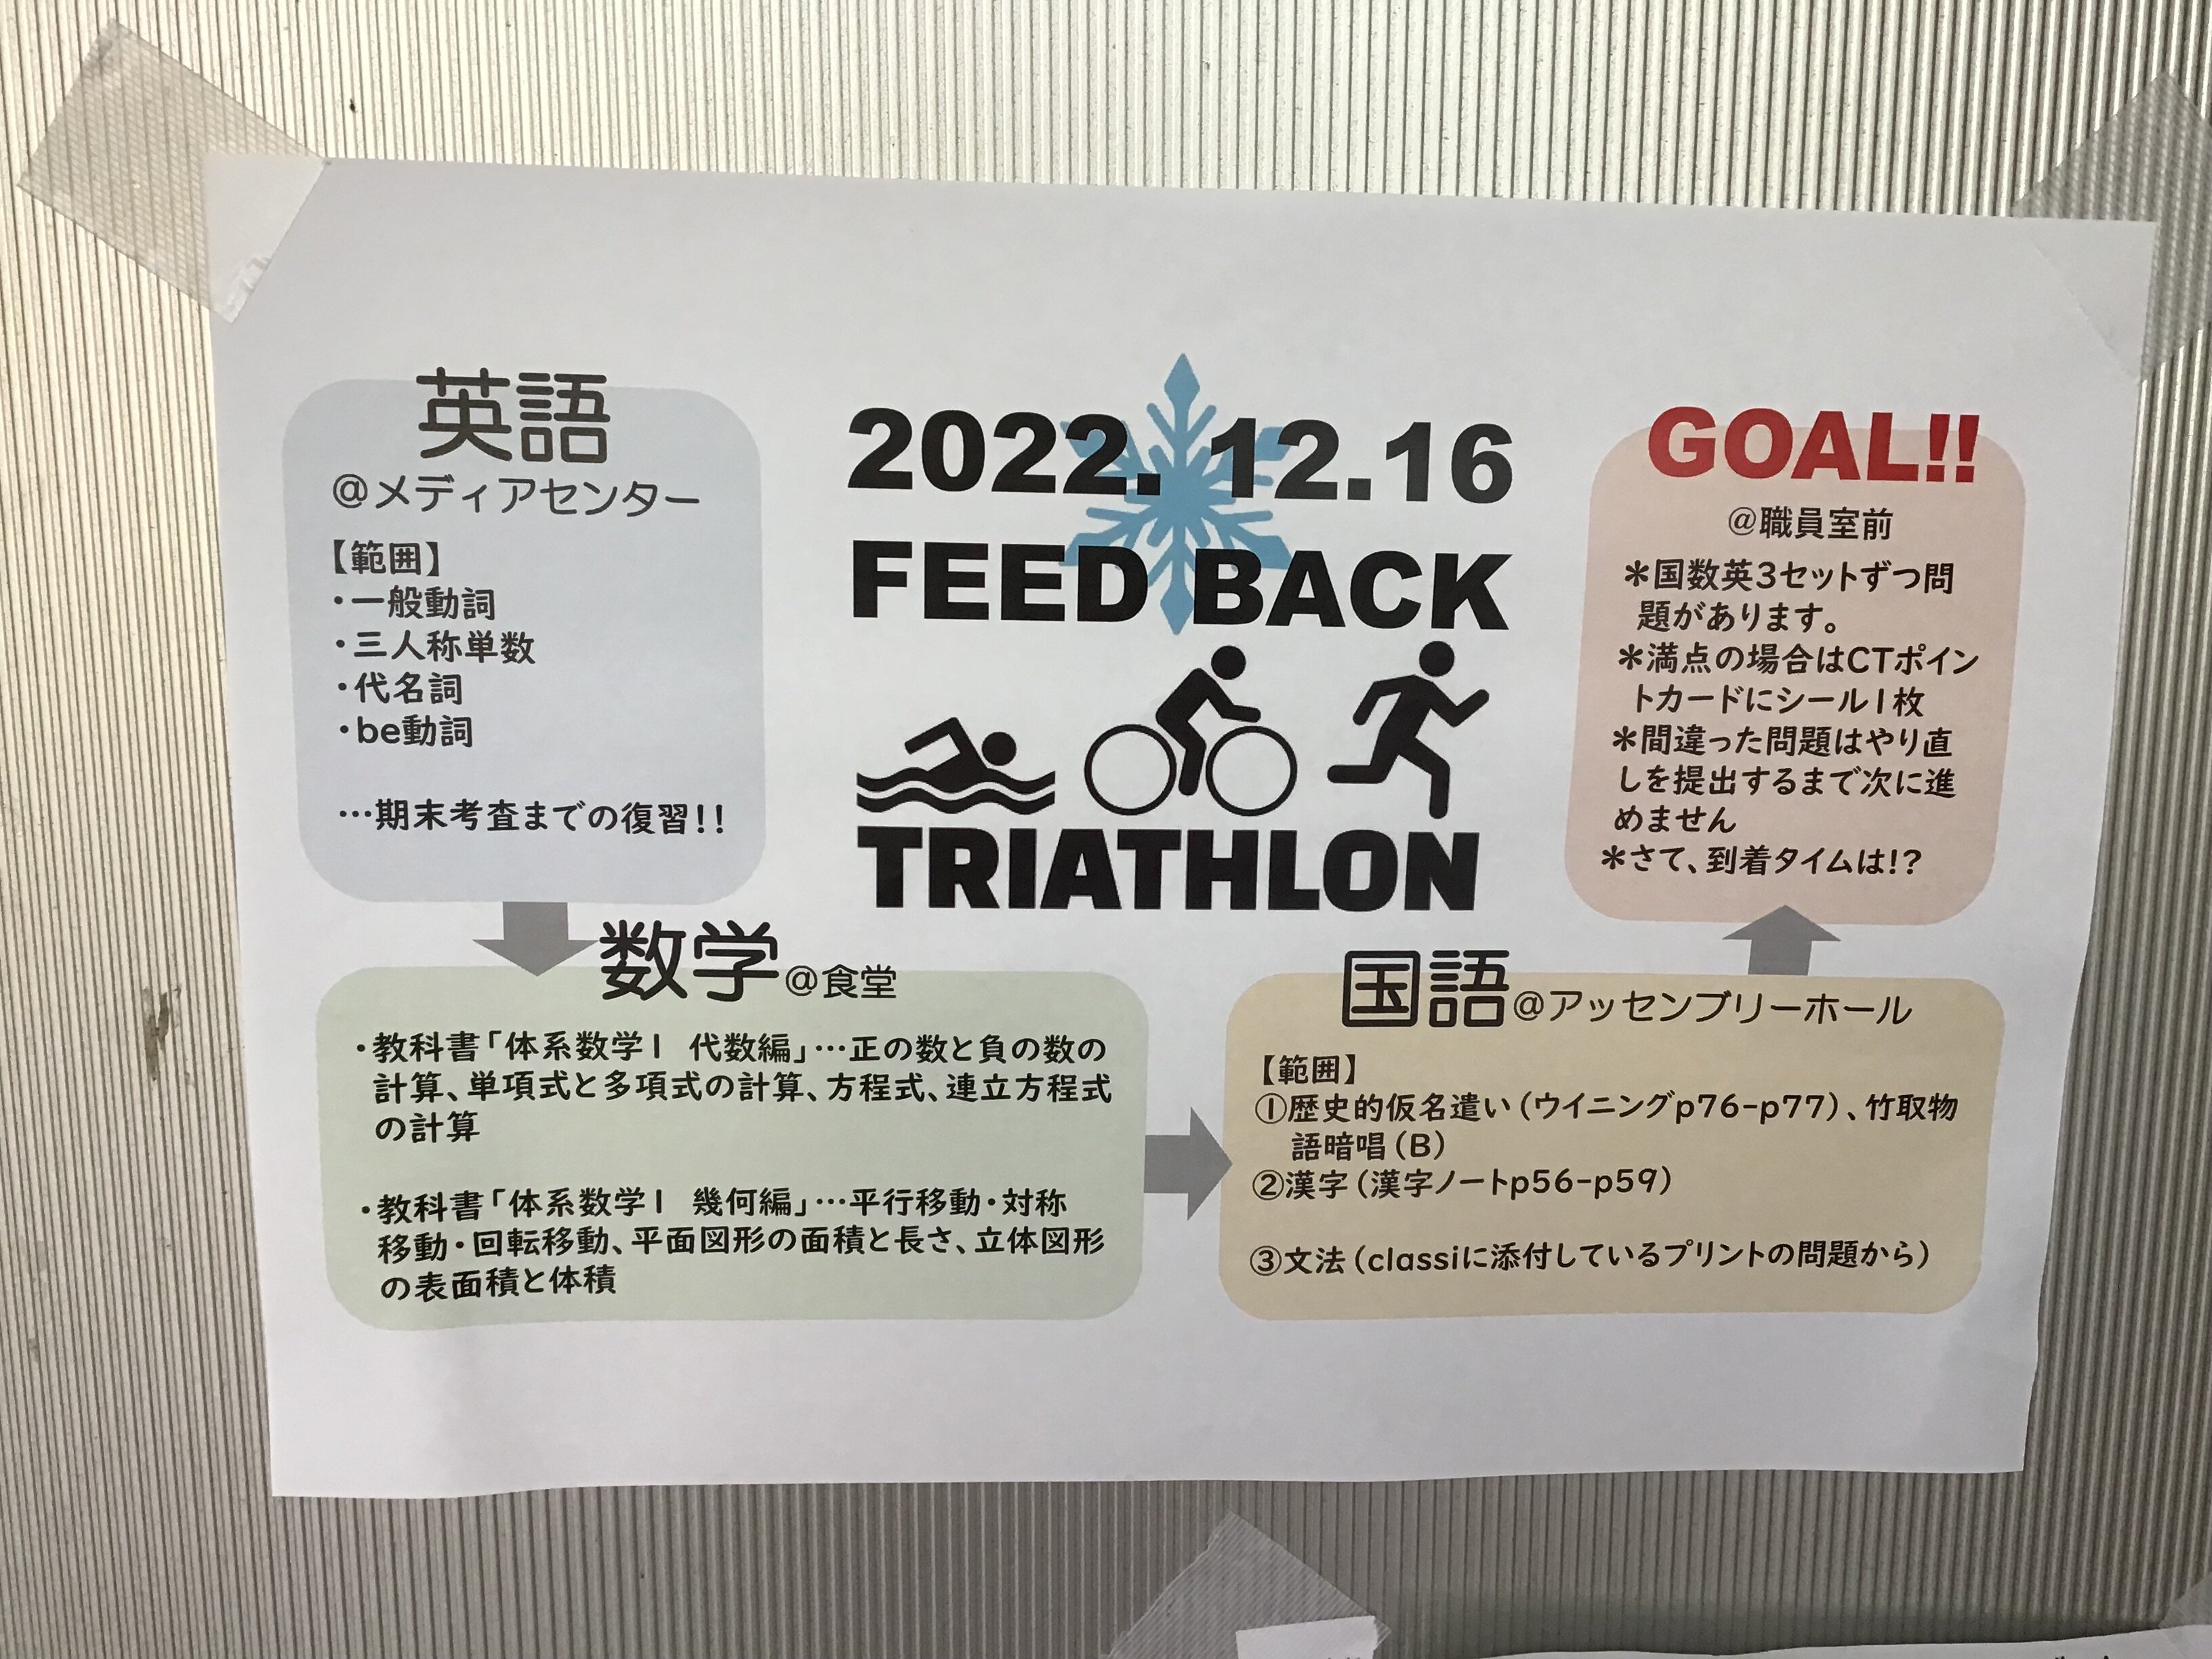 英語
@メディアセンター
【範囲】
・一般動詞
・三人称単数
・代名詞
・be動詞
…期末考査までの復習!!
2022. 12.16
FEED BACK
TRIATHLON
数学@食堂
・教科書「体系数学1 代数編」…正の数と負の数の
計算、単項式と多項式の計算、方程式、連立方程式
の計算
・教科書「体系数学1 幾何編」…平行移動・対称
移動・回転移動、平面図形の面積と長さ、立体図形
の表面積と体積
国語@アッセンブリーホール
【範囲】
①歴史的仮名遣い(ウイニングp76-p77)、竹取物
語暗唱(B)
②漢字(漢字ノートp56-p59)
③文法(classiに添付しているプリントの問題から)
GOAL!!
@職員室前
＊国数英3セットずつ問
題があります。
＊満点の場合はCTポイン
トカードにシール1枚
＊間違った問題はやり直
しを提出するまで次に進
めません
＊さて、到着タイムは!?